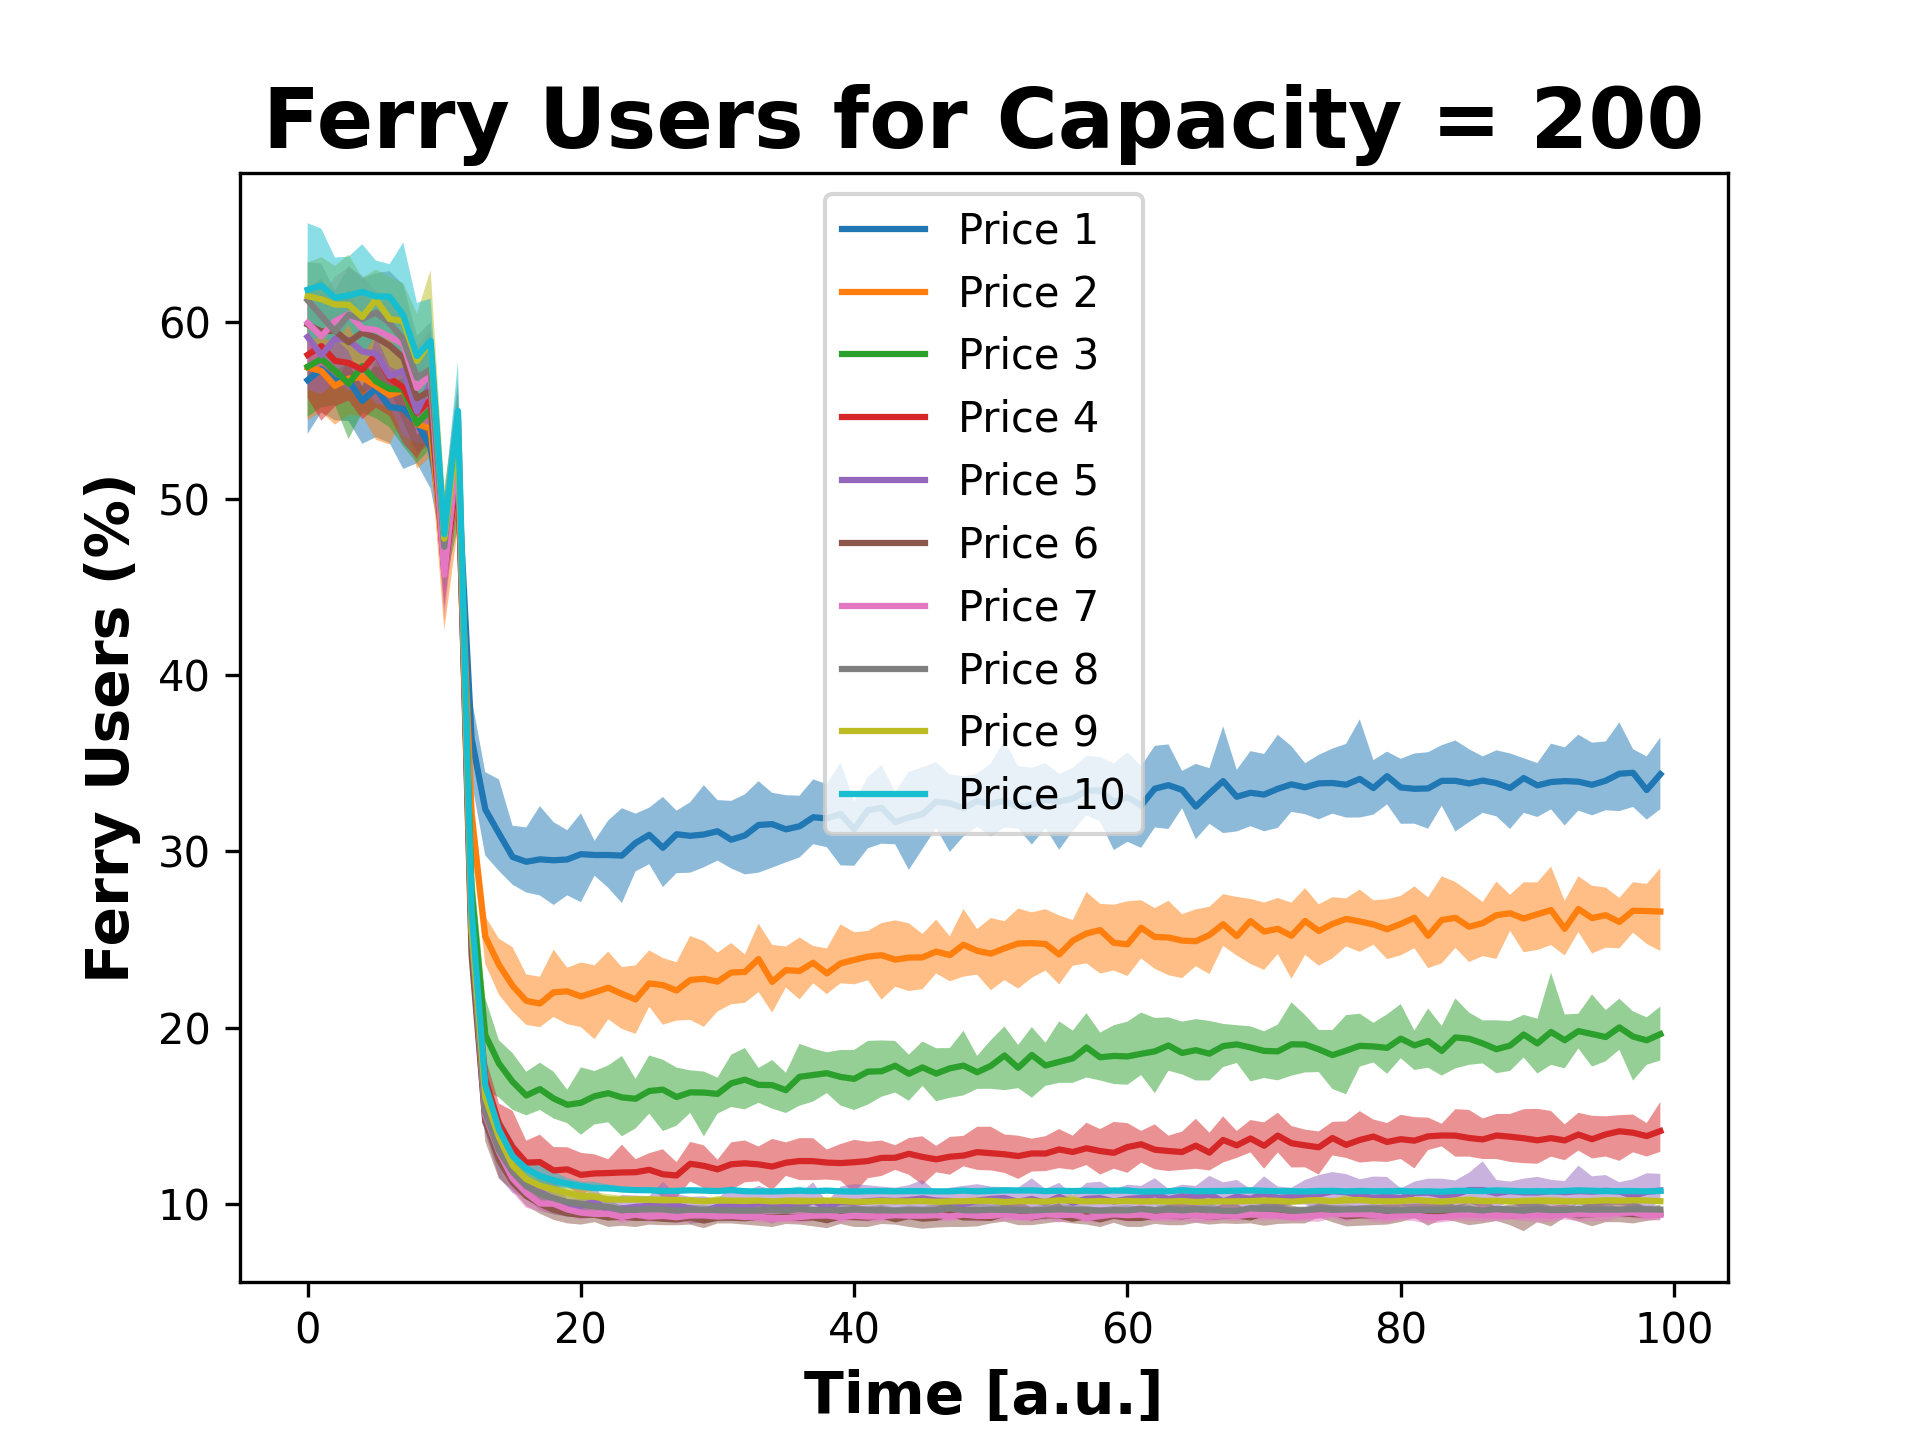 Ferry Users for Capacity = 200
Ferry Users (%)
60
50
40
30
20
10
Price 1
Price 2
Price 3
Price 4
Price 5
Price 6
Price 7
Price 8
Price 9
Price 10
0 20 40 60 80 100
Time [a.u.]